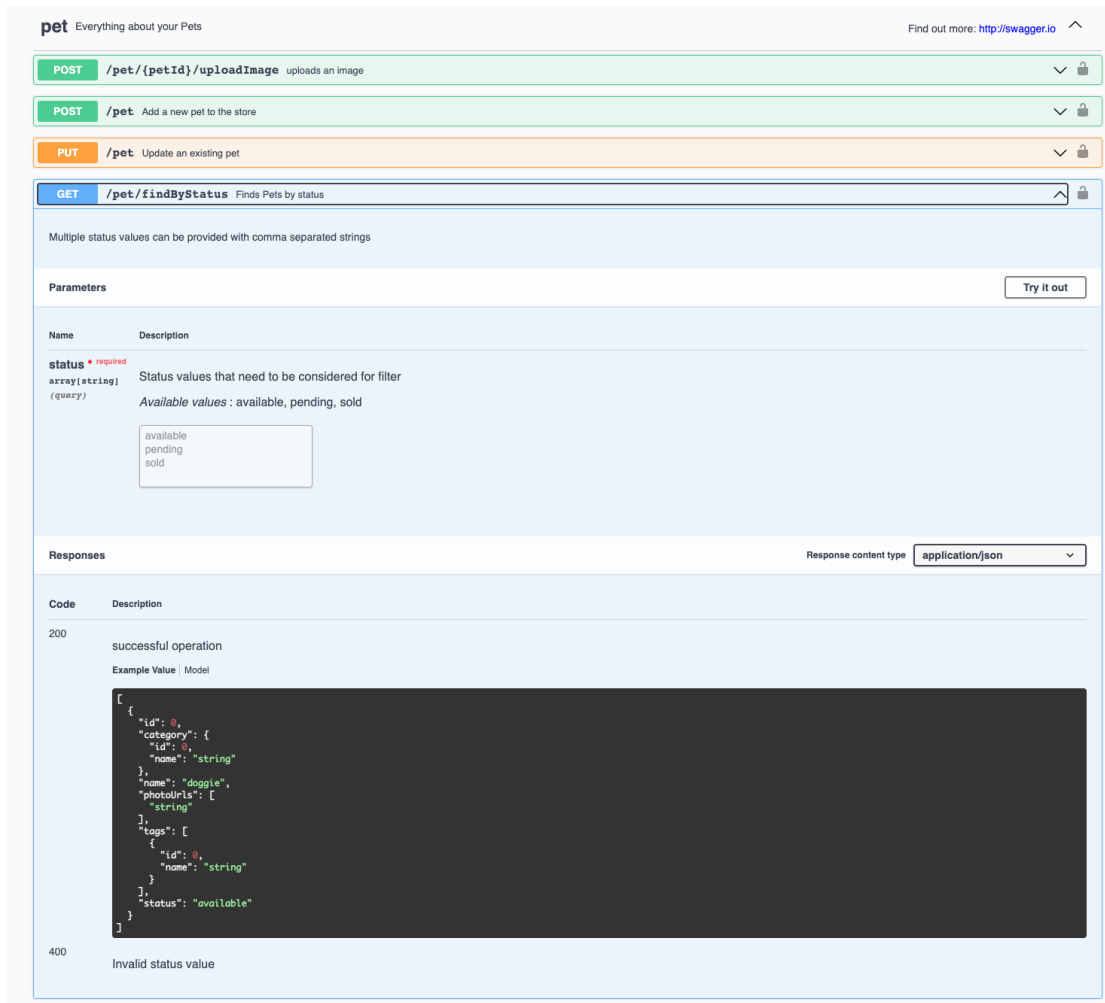 pet Everything about your Pets Find out more: http://swagger.io
POST /pet/{petId}/uploadImage uploads an image
POST /pet Add a new pet to the store
PUT /pet Update an existing pet
GET /pet/findByStatus Finds Pets by status
Multiple status values can be provided with comma separated strings
Parameters Try it out
Name Description
status * required
array[string]
(query)
Status values that need to be considered for filter
Available values : available, pending, sold
available
pending
sold
Responses Response content type application/json
Code Description
200
successful operation
Example Value Model
[
  {
    "id": 0,
    "category": {
      "id": 0,
      "name": "string"
    },
    "name": "doggie",
    "photoUrls": [
      "string"
    ],
    "tags": [
      {
        "id": 0,
        "name": "string"
      }
    ],
    "status": "available"
  }
]
400
Invalid status value